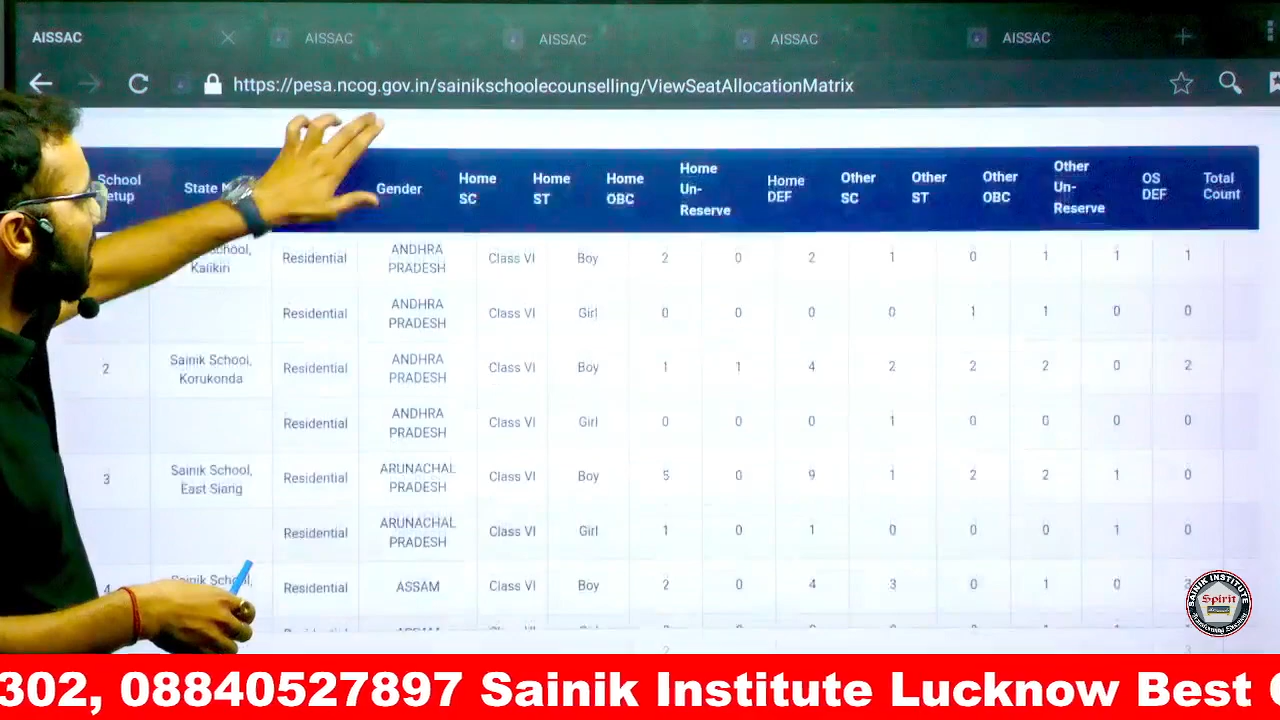 AISSAC
AISSAC
AISSAC
AISSAC
AISSAC
https://pesa.ncog.gov.in/sainikschoolecounselling/ViewSeatAllocationMatrix
School
State
Gender
Home SC
Home ST
Home OBC
Home Un-Reserve
Home DEF
Other SC
Other ST
Other OBC
Other Un-Reserve
OS DEF
Total Count
Kalikiri Residential ANDHRA PRADESH Class VI Boy 2 0 2 1 0 1 1 1
Residential ANDHRA PRADESH Class VI Girl 0 0 0 0 1 1 0 0
2 Sainik School, Korukonda Residential ANDHRA PRADESH Class VI Boy 1 1 4 2 2 2 0 2
Residential ANDHRA PRADESH Class VI Girl 0 0 0 1 0 0 0 0
3 Sainik School, East Siang Residential ARUNACHAL PRADESH Class VI Boy 5 0 9 1 2 2 1 0
Residential ARUNACHAL PRADESH Class VI Girl 1 0 1 0 0 0 1 0
4 Sainik School, Residential ASSAM Class VI Boy 2 0 4 3 0 1 0
SAINIK INSTITUTE
Spirit
302, 08840527897 Sainik Institute Lucknow Best